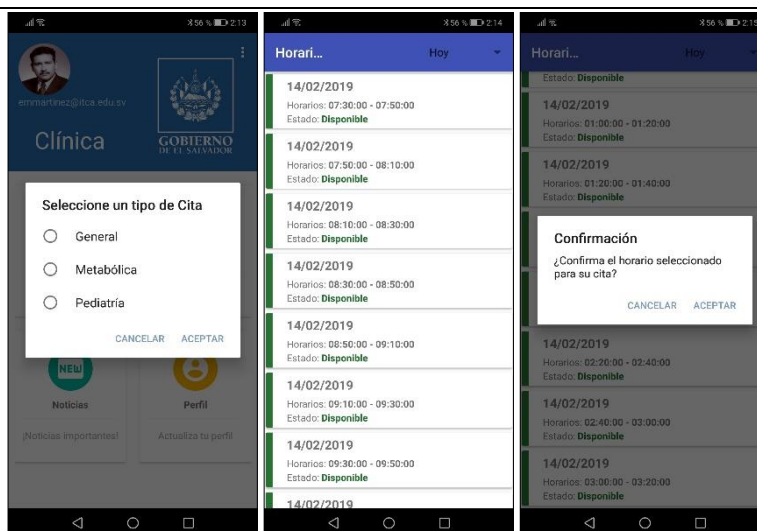 56 % 2:13
emmartinez@itca.edu.sv
Clínica
GOBIERNO
DE EL SALVADOR
Seleccione un tipo de Cita
General
Metabólica
Pediatría
CANCELAR ACEPTAR
NEW
Noticias
Perfil
¡Noticias importantes!
Actualiza tu perfil
56 % 2:14
Horari... Hoy
14/02/2019
Horarios: 07:30:00 - 07:50:00
Estado: Disponible
14/02/2019
Horarios: 07:50:00 - 08:10:00
Estado: Disponible
14/02/2019
Horarios: 08:10:00 - 08:30:00
Estado: Disponible
14/02/2019
Horarios: 08:30:00 - 08:50:00
Estado: Disponible
14/02/2019
Horarios: 08:50:00 - 09:10:00
Estado: Disponible
14/02/2019
Horarios: 09:10:00 - 09:30:00
Estado: Disponible
14/02/2019
Horarios: 09:30:00 - 09:50:00
Estado: Disponible
14/02/2019
56 % 2:15
Horari... Hoy
Estado: Disponible
14/02/2019
Horarios: 01:00:00 - 01:20:00
Estado: Disponible
14/02/2019
Horarios: 01:20:00 - 01:40:00
Estado: Disponible
Confirmación
¿Confirma el horario seleccionado
para su cita?
CANCELAR ACEPTAR
14/02/2019
Horarios: 02:20:00 - 02:40:00
Estado: Disponible
14/02/2019
Horarios: 02:40:00 - 03:00:00
Estado: Disponible
14/02/2019
Horarios: 03:00:00 - 03:20:00
Estado: Disponible